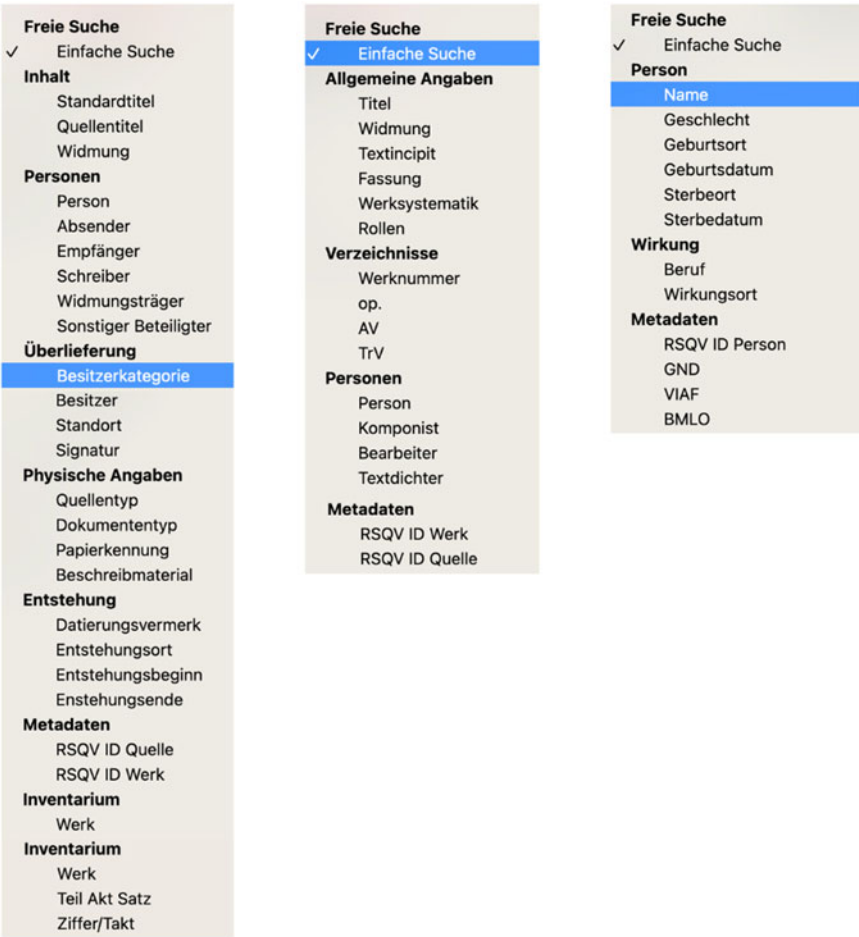 Freie Suche
✓ Einfache Suche
Inhalt
Standardtitel
Quellentitel
Widmung
Personen
Person
Absender
Empfänger
Schreiber
Widmungsträger
Sonstiger Beteiligter
Überlieferung
Besitzerkategorie
Besitzer
Standort
Signatur
Physische Angaben
Quellentyp
Dokumententyp
Papierkennung
Beschreibmaterial
Entstehung
Datierungsvermerk
Entstehungsort
Entstehungsbeginn
Enstehungsende
Metadaten
RSQV ID Quelle
RSQV ID Werk
Inventarium
Werk
Inventarium
Werk
Teil Akt Satz
Ziffer/Takt
Freie Suche
✓ Einfache Suche
Allgemeine Angaben
Titel
Widmung
Textincipit
Fassung
Werksystematik
Rollen
Verzeichnisse
Werknummer
op.
AV
TrV
Personen
Person
Komponist
Bearbeiter
Textdichter
Metadaten
RSQV ID Werk
RSQV ID Quelle
Freie Suche
✓ Einfache Suche
Person
Name
Geschlecht
Geburtsort
Geburtsdatum
Sterbeort
Sterbedatum
Wirkung
Beruf
Wirkungsort
Metadaten
RSQV ID Person
GND
VIAF
BMLO